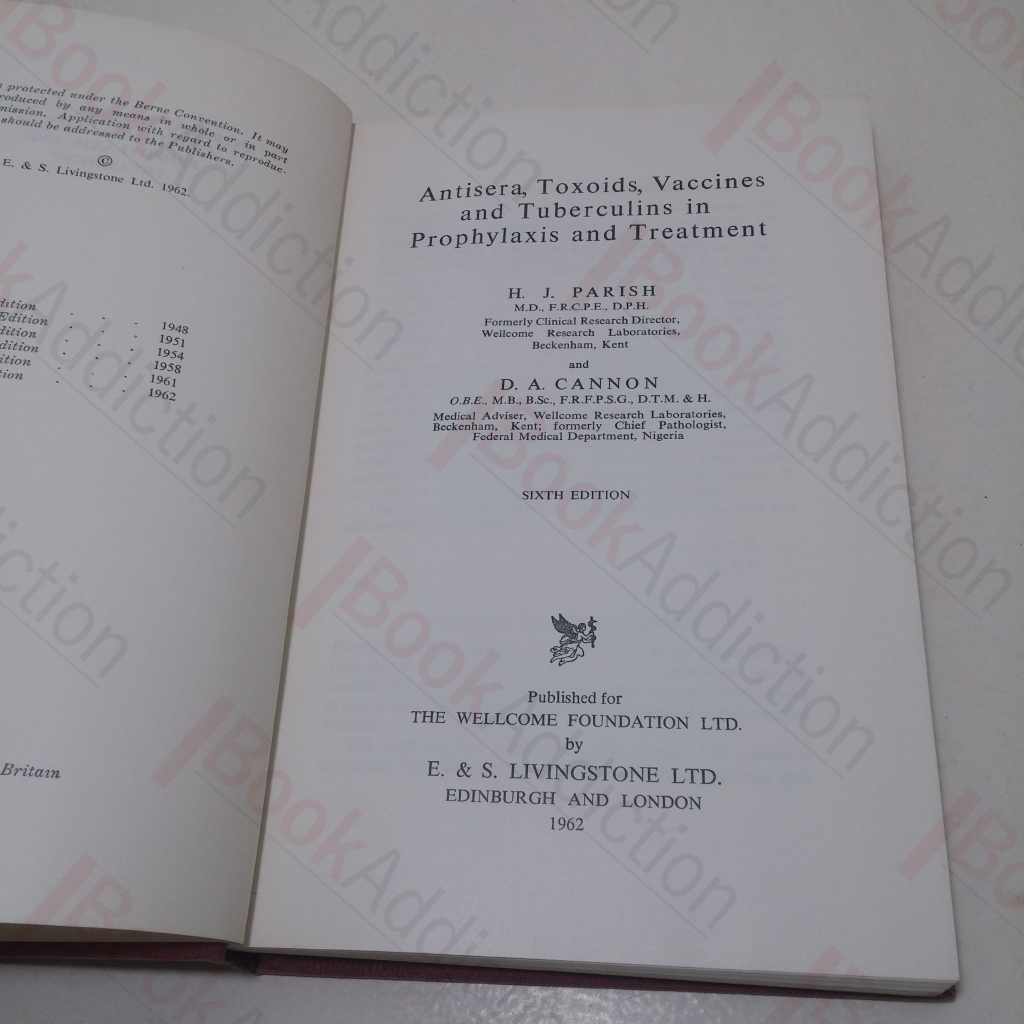 protected under the Berne Convention. It may
roduced by any means in whole or in part
mission. Application with regard to reproduc-
should be addressed to the Publishers.
©
E. & S. Livingstone Ltd. 1962.
dition . . . 1948
Edition . . . 1951
dition . . . 1954
dition . . . 1958
ition . . . 1961
tion . . . 1962
Britain
Antisera, Toxoids, Vaccines
and Tuberculins in
Prophylaxis and Treatment
H. J. PARISH
M.D., F.R.C.P.E., D.P.H.
Formerly Clinical Research Director,
Wellcome Research Laboratories,
Beckenham, Kent
and
D. A. CANNON
O.B.E., M.B., B.Sc., F.R.F.P.S.G., D.T.M. & H.
Medical Adviser, Wellcome Research Laboratories,
Beckenham, Kent; formerly Chief Pathologist,
Federal Medical Department, Nigeria
SIXTH EDITION
Published for
THE WELLCOME FOUNDATION LTD.
by
E. & S. LIVINGSTONE LTD.
EDINBURGH AND LONDON
1962
BookAddiction